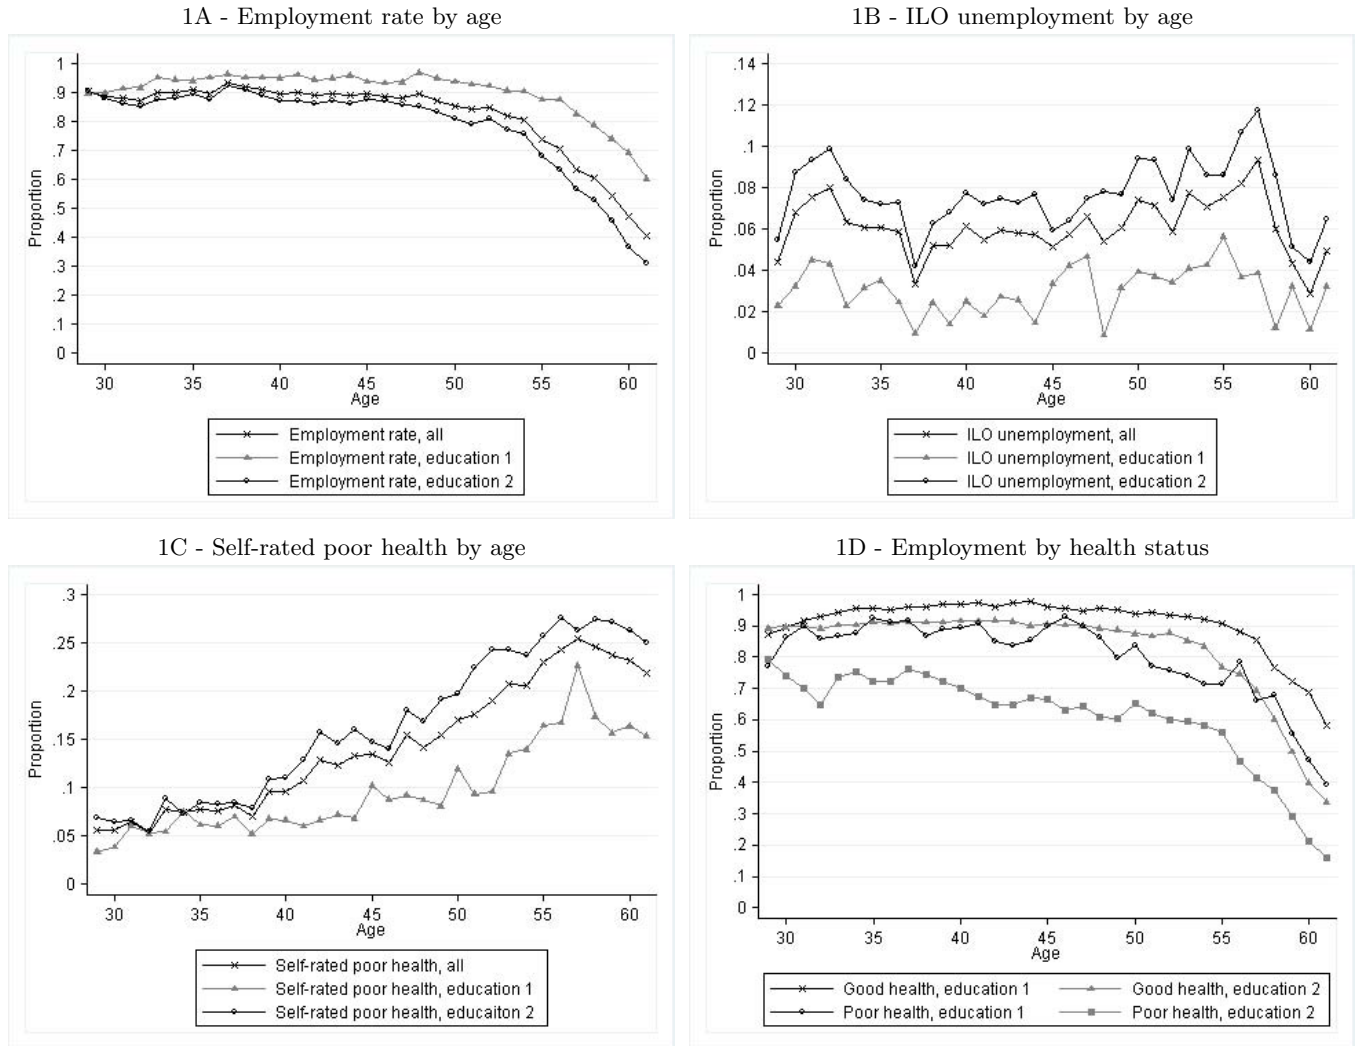 1A - Employment rate by age
1
.9
.8
.7
.6
.5
.4
.3
.2
.1
0
Proportion
30 35 40 45 50 55 60
Age
Employment rate, all
Employment rate, education 1
Employment rate, education 2
1B - ILO unemployment by age
.14
.12
.1
.08
.06
.04
.02
0
Proportion
30 35 40 45 50 55 60
Age
ILO unemployment, all
ILO unemployment, education 1
ILO unemployment, education 2
1C - Self-rated poor health by age
.3
.25
.2
.15
.1
.05
0
Proportion
30 35 40 45 50 55 60
Age
Self-rated poor health, all
Self-rated poor health, education 1
Self-rated poor health, educaiton 2
1D - Employment by health status
1
.9
.8
.7
.6
.5
.4
.3
.2
.1
0
Proportion
30 35 40 45 50 55 60
Age
Good health, education 1 Good health, education 2
Poor health, education 1 Poor health, education 2